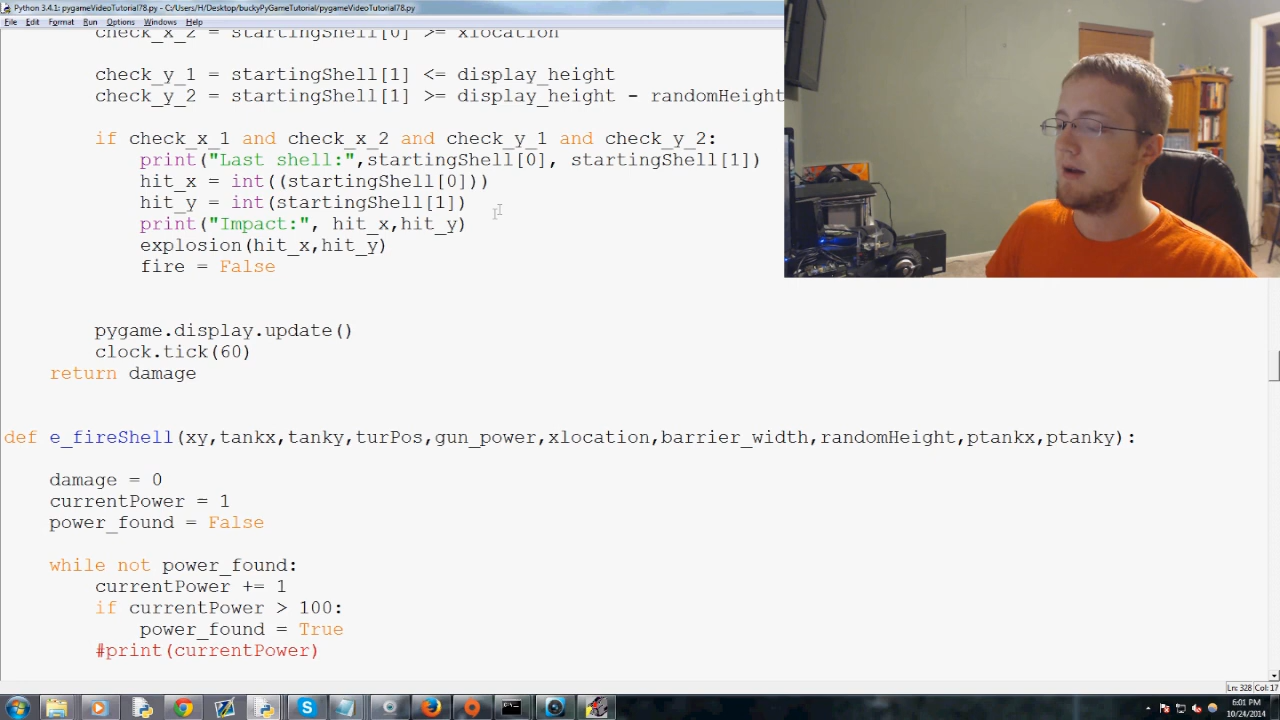 Python 3.4.1: pygameVideoTutorial78.py - C:/Users/H/Desktop/buckyPyGameTutorial/pygameVideoTutorial78.py
File Edit Format Run Options Windows Help
check_x_2 = startingShell[0] >= xlocation
check_y_1 = startingShell[1] <= display_height
check_y_2 = startingShell[1] >= display_height - randomHeight
if check_x_1 and check_x_2 and check_y_1 and check_y_2:
print("Last shell:",startingShell[0], startingShell[1])
hit_x = int((startingShell[0]))
hit_y = int(startingShell[1])
print("Impact:", hit_x,hit_y)
explosion(hit_x,hit_y)
fire = False
pygame.display.update()
clock.tick(60)
return damage
def e_fireShell(xy,tankx,tanky,turPos,gun_power,xlocation,barrier_width,randomHeight,ptankx,ptanky):
damage = 0
currentPower = 1
power_found = False
while not power_found:
currentPower += 1
if currentPower > 100:
power_found = True
#print(currentPower)
Ln: 328 Col: 17
6:01 PM
10/24/2014